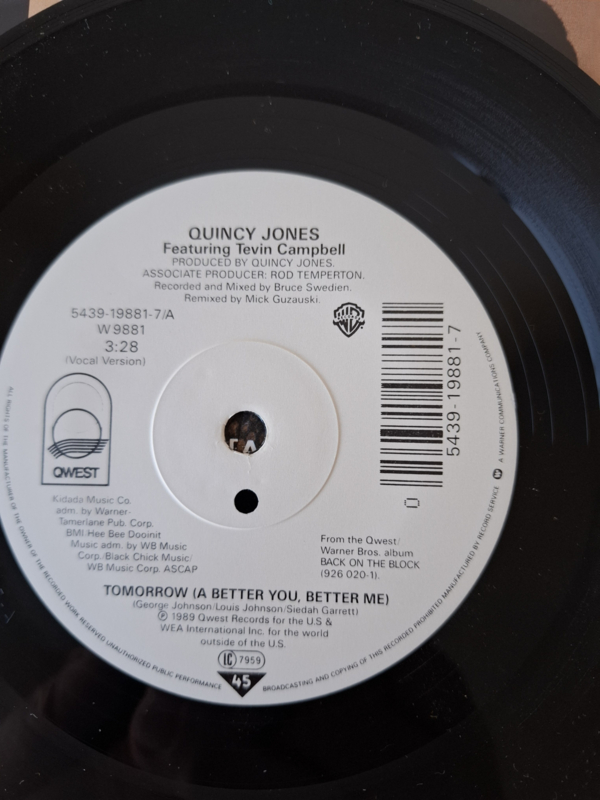 QUINCY JONES
Featuring Tevin Campbell
PRODUCED BY QUINCY JONES.
ASSOCIATE PRODUCER: ROD TEMPERTON.
Recorded and Mixed by Bruce Swedien.
Remixed by Mick Guzauski.
5439-19881-7/A
W 9881
3:28
(Vocal Version)
QWEST
5439-19881-7
0
Kidada Music Co.
adm. by Warner-
Tamerlane Pub. Corp.
BMI/Hee Bee Dooinit
Music adm. by WB Music
Corp./Black Chick Music/
WB Music Corp. ASCAP
From the Qwest/
Warner Bros. album
BACK ON THE BLOCK
(926 020-1).
TOMORROW (A BETTER YOU, BETTER ME)
(George Johnson/Louis Johnson/Siedah Garrett)
℗ 1989 Qwest Records for the U.S &
WEA International Inc. for the world
outside of the U.S.
LC 7959
45
ALL RIGHTS OF THE MANUFACTURER OF THE OWNER OF THE RECORDED WORK RESERVED UNAUTHORIZED PUBLIC PERFORMANCE
BROADCASTING AND COPYING OF THIS RECORDED PROHIBITED MANUFACTURED BY RECORD SERVICE
A WARNER COMMUNICATIONS COMPANY